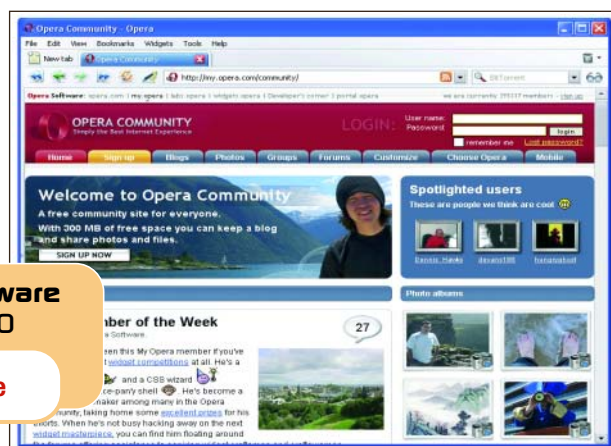 Opera Community - Opera
File Edit View Bookmarks Widgets Tools Help
New tab Opera Community
http://my.opera.com/community/
BitTorrent
Opera Software: opera.com | my opera | labs opera | widgets opera | Developer's corner | portal opera
we are currently members - sign up
OPERA COMMUNITY
Simply the Best Internet Experience
LOGIN:
User name:
Password
login
remember me Lost password?
Home Sign up Blogs Photos Groups Forums Customize Choose Opera Mobile
Welcome to Opera Community
A free community site for everyone.
With 300 MB of free space you can keep a blog
and share photos and files.
SIGN UP NOW
Spotlighted users
These are people we think are cool
Photo albums
ware
0
e
mber of the Week
Software.
27
een this My Opera member if you've
widget competitions at all. He's a
and a CSS wizard
ce-party shell He's become a
maker among many in the Opera
munity, taking home some excellent prizes for his
efforts. When he's not busy hacking away on the next
widget masterpiece, you can find him floating around